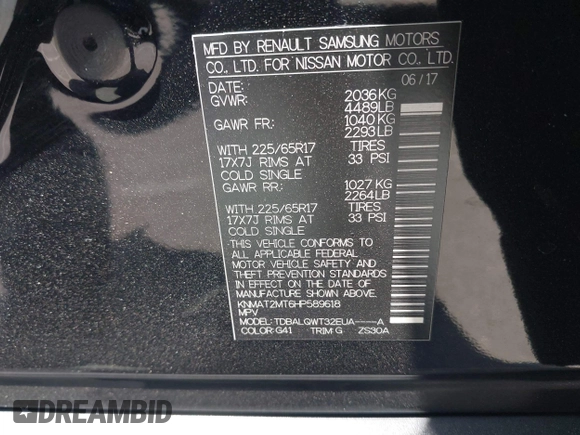 MFD BY RENAULT SAMSUNG MOTORS
CO., LTD. FOR NISSAN MOTOR CO., LTD.
DATE: 06/17
GVWR: 2036KG
4489LB
GAWR FR: 1040KG
2293LB
WITH 225/65R17 TIRES
17X7J RIMS AT 33 PSI
COLD SINGLE
GAWR RR: 1027 KG
2264LB
WITH 225/65R17 TIRES
17X7J RIMS AT 33 PSI
COLD SINGLE
THIS VEHICLE CONFORMS TO
ALL APPLICABLE FEDERAL
MOTOR VEHICLE SAFETY AND
THEFT PREVENTION STANDARDS
IN EFFECT ON THE DATE OF
MANUFACTURE SHOWN ABOVE.
KNMAT2MT6HP589618
MPV
MODEL: TDBALGWT32EUA----A
COLOR: G41 TRIM: G ZS30A
DREAMBID